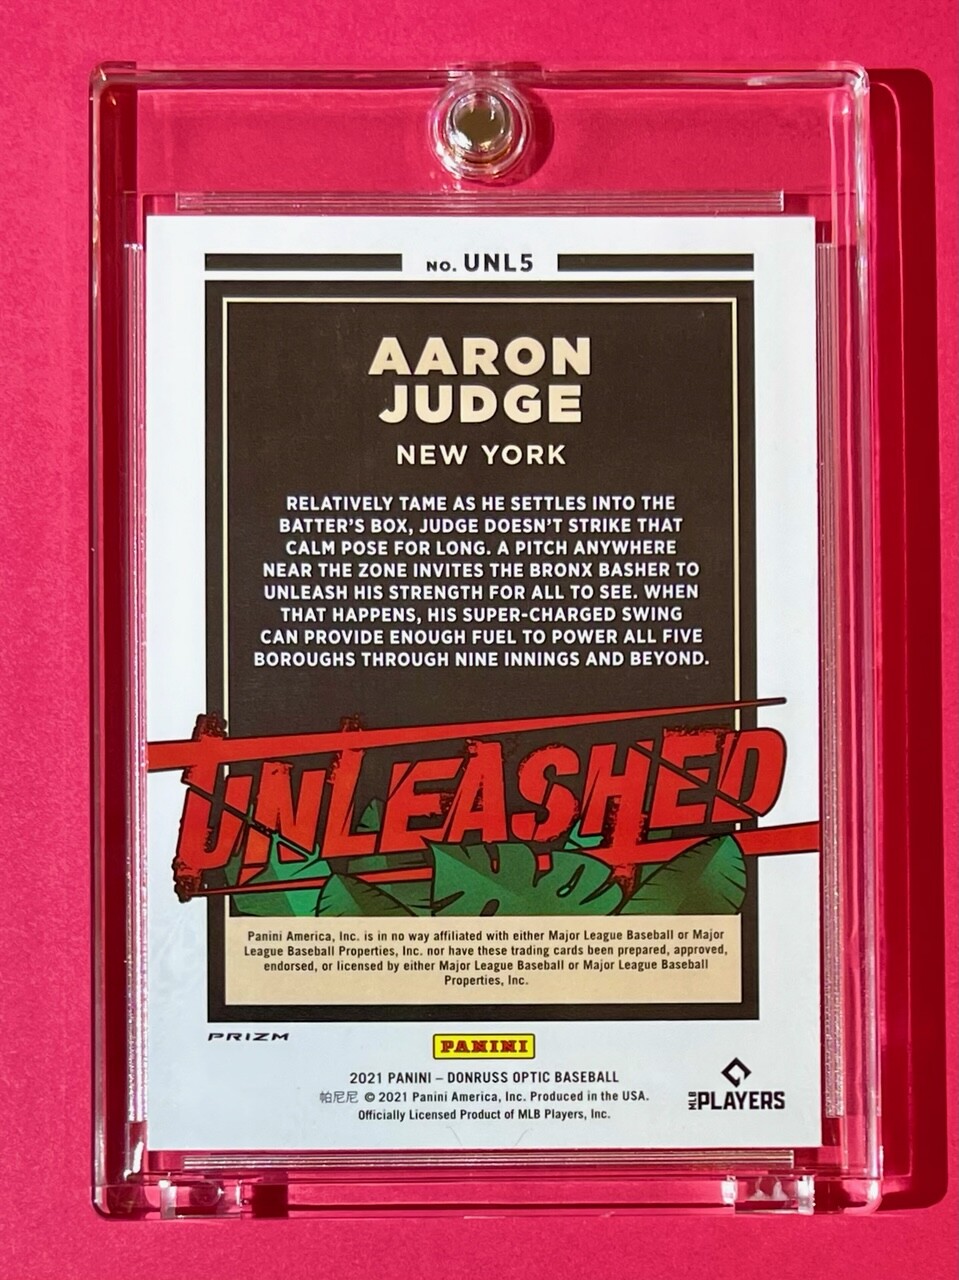 NO. UNL5
AARON
JUDGE
NEW YORK
RELATIVELY TAME AS HE SETTLES INTO THE
BATTER'S BOX, JUDGE DOESN'T STRIKE THAT
CALM POSE FOR LONG. A PITCH ANYWHERE
NEAR THE ZONE INVITES THE BRONX BASHER TO
UNLEASH HIS STRENGTH FOR ALL TO SEE. WHEN
THAT HAPPENS, HIS SUPER-CHARGED SWING
CAN PROVIDE ENOUGH FUEL TO POWER ALL FIVE
BOROUGHS THROUGH NINE INNINGS AND BEYOND.
UNLEASHED
Panini America, Inc. is in no way affiliated with either Major League Baseball or Major
League Baseball Properties, Inc. nor have these trading cards been prepared, approved,
endorsed, or licensed by either Major League Baseball or Major League Baseball
Properties, Inc.
PRIZM
PANINI
2021 PANINI – DONRUSS OPTIC BASEBALL
帕尼尼 © 2021 Panini America, Inc. Produced in the USA.
Officially Licensed Product of MLB Players, Inc.
MLB PLAYERS